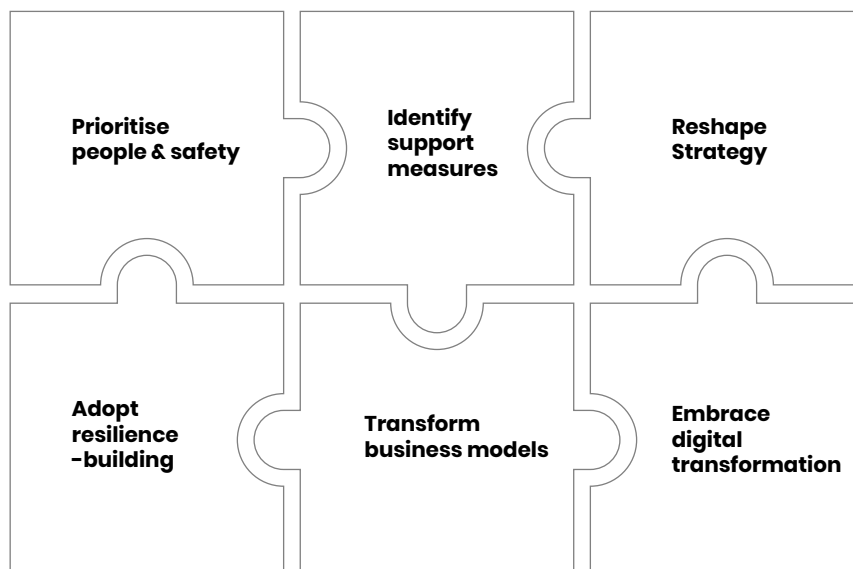 Prioritise
people & safety
Identify
support
measures
Reshape
Strategy
Adopt
resilience
-building
Transform
business models
Embrace
digital
transformation